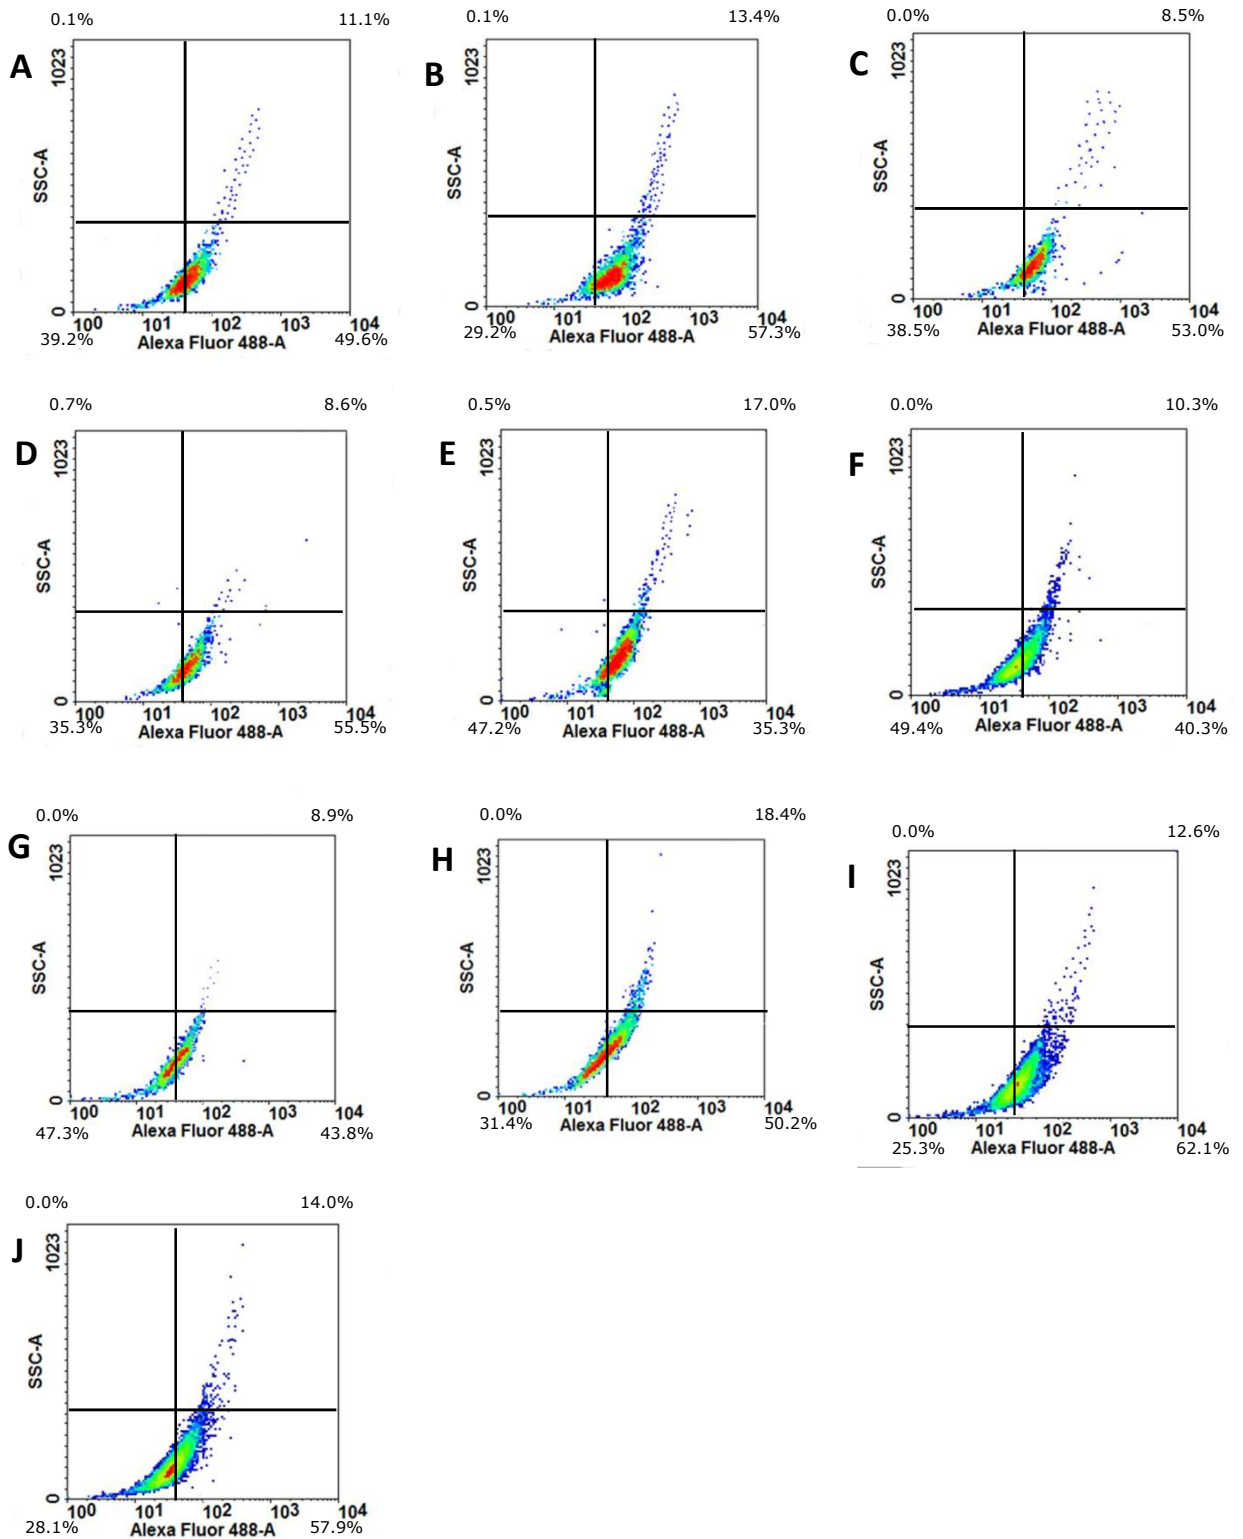 0.1% 11.1%
A
1023
SSC-A
0
100 101 102 103 104
39.2% Alexa Fluor 488-A 49.6%
0.1% 13.4%
B
1023
SSC-A
0
100 101 102 103 104
29.2% Alexa Fluor 488-A 57.3%
0.0% 8.5%
C
1023
SSC-A
0
100 101 102 103 104
38.5% Alexa Fluor 488-A 53.0%
0.7% 8.6%
D
1023
SSC-A
0
100 101 102 103 104
35.3% Alexa Fluor 488-A 55.5%
0.5% 17.0%
E
1023
SSC-A
0
100 101 102 103 104
47.2% Alexa Fluor 488-A 35.3%
0.0% 10.3%
F
1023
SSC-A
0
100 101 102 103 104
49.4% Alexa Fluor 488-A 40.3%
0.0% 8.9%
G
1023
SSC-A
0
100 101 102 103 104
47.3% Alexa Fluor 488-A 43.8%
0.0% 18.4%
H
1023
SSC-A
0
100 101 102 103 104
31.4% Alexa Fluor 488-A 50.2%
0.0% 12.6%
I
1023
SSC-A
0
100 101 102 103 104
25.3% Alexa Fluor 488-A 62.1%
0.0% 14.0%
J
1023
SSC-A
0
100 101 102 103 104
28.1% Alexa Fluor 488-A 57.9%